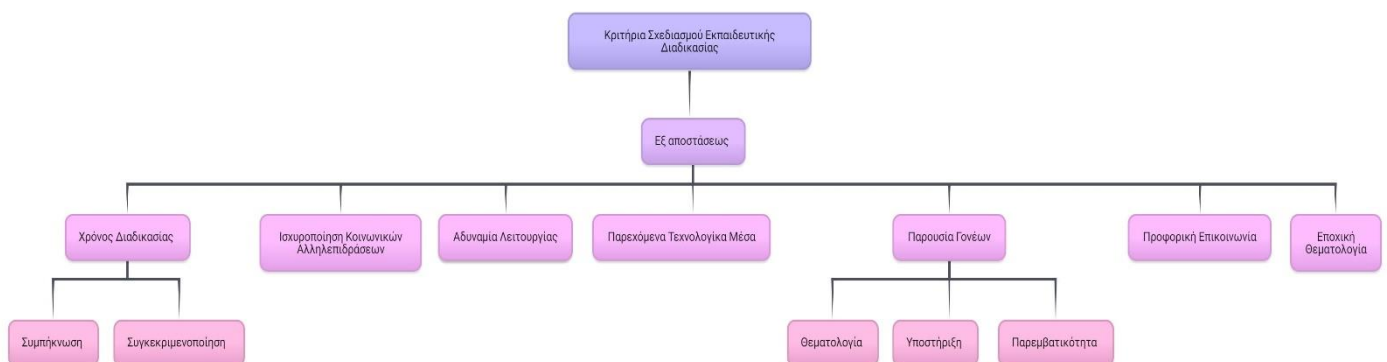 Κριτήρια Σχεδιασμού Εκπαιδευτικής
Διαδικασίας
Εξ αποστάσεως
Χρόνος Διαδικασίας
Ισχυροποίηση Κοινωνικών
Αλληλεπιδράσεων
Αδυναμία Λειτουργίας
Παρεχόμενα Τεχνολογίκα Μέσα
Παρουσία Γονέων
Προφορική Επικοινωνία
Εποχική
Θεματολογία
Συμπήκνωση
Συγκεκριμενοποίηση
Θεματολογία
Υποστήριξη
Παρεμβατικότητα